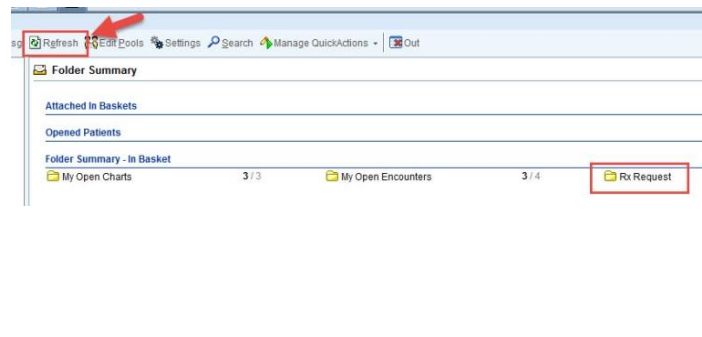 sg Refresh Edit Pools Settings Search Manage QuickActions Out
Folder Summary
Attached In Baskets
Opened Patients
Folder Summary - In Basket
My Open Charts 3 / 3 My Open Encounters 3 / 4 Rx Request